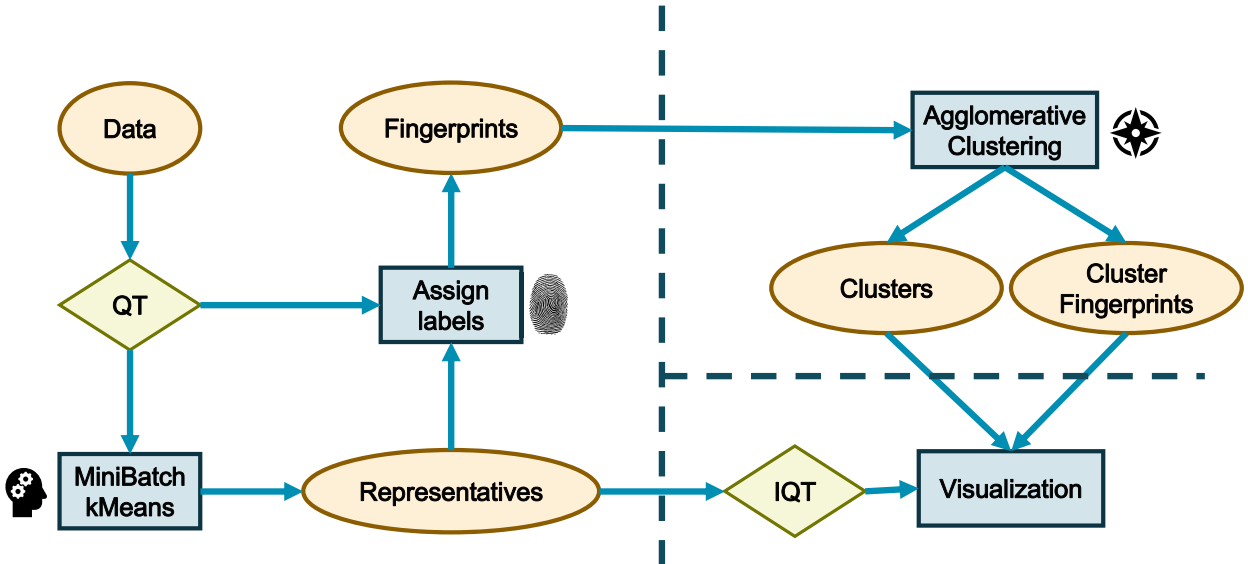 Data
Fingerprints
Agglomerative
Clustering
QT
Assign
labels
Clusters
Cluster
Fingerprints
MiniBatch
kMeans
Representatives
IQT
Visualization